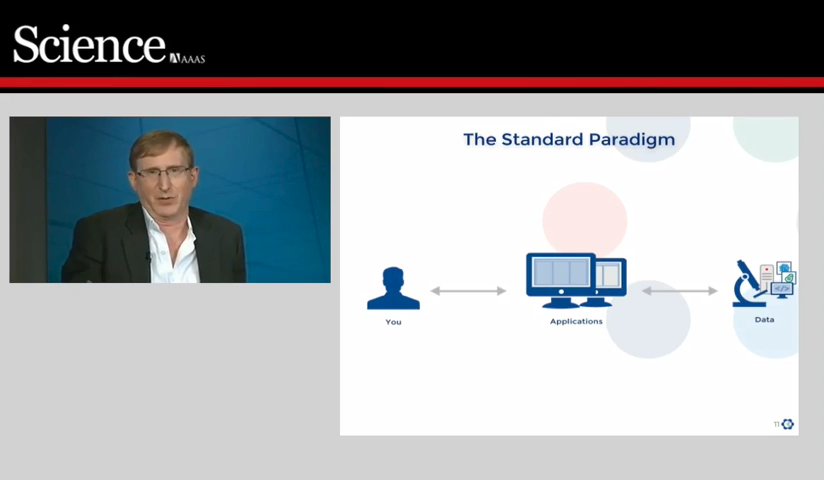 Science
AAAS
The Standard Paradigm
</>
You
Applications
Data
11